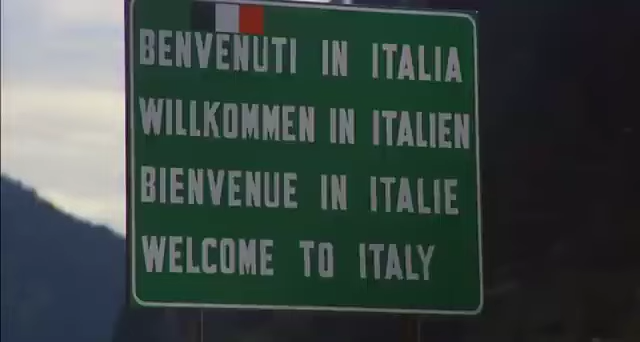 BENVENUTI IN ITALIA
WILLKOMMEN IN ITALIEN
BIENVENUE IN ITALIE
WELCOME TO ITALY